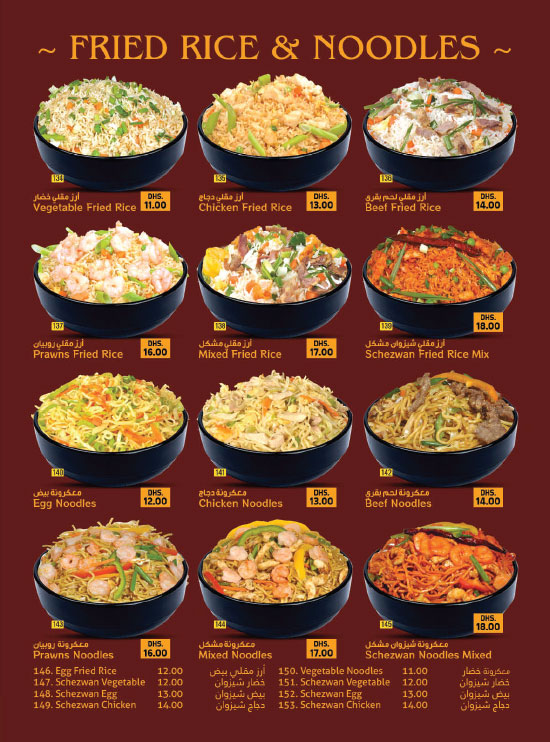 ~ FRIED RICE & NOODLES ~
134
أرز مقلي خضار
Vegetable Fried Rice
DHS.
11.00
135
أرز مقلي دجاج
Chicken Fried Rice
DHS.
13.00
136
أرز مقلي لحم بقري
Beef Fried Rice
DHS.
14.00
137
أرز مقلي روبيان
Prawns Fried Rice
DHS.
16.00
138
أرز مقلي مشكل
Mixed Fried Rice
DHS.
17.00
139
أرز مقلي شيزوان مشكل
Schezwan Fried Rice Mix
DHS.
18.00
140
معكرونة بيض
Egg Noodles
DHS.
12.00
141
معكرونة دجاج
Chicken Noodles
DHS.
13.00
142
معكرونة لحم بقري
Beef Noodles
DHS.
14.00
143
معكرونة روبيان
Prawns Noodles
DHS.
16.00
144
معكرونة مشكل
Mixed Noodles
DHS.
17.00
145
معكرونة شيزوان مشكل
Schezwan Noodles Mixed
DHS.
18.00
146. Egg Fried Rice 12.00 أرز مقلي بيض
147. Schezwan Vegetable 12.00 خضار شيزوان
148. Schezwan Egg 13.00 بيض شيزوان
149. Schezwan Chicken 14.00 دجاج شيزوان
150. Vegetable Noodles 11.00 معكرونة خضار
151. Schezwan Vegetable 12.00 خضار شيزوان
152. Schezwan Egg 13.00 بيض شيزوان
153. Schezwan Chicken 14.00 دجاج شيزوان